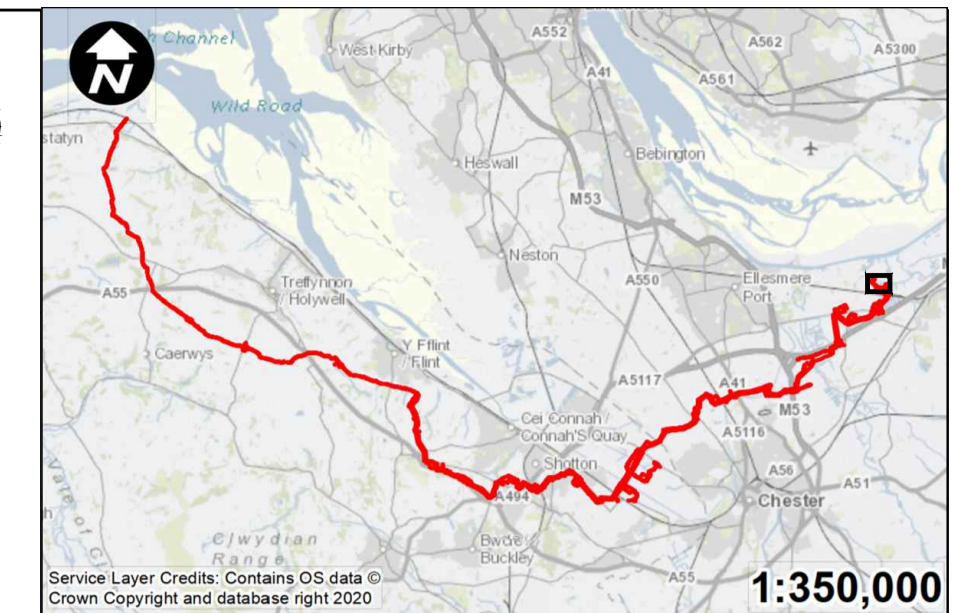 h Channel
N
A552
A562
A5300
West Kirby
A41
A561
Wild Road
statyn
Heswall
Bebington
M53
Neston
A55
Treffynnon
/ Holywell
A550
Ellesmere
Port
Caerwys
Y Fflint
/ Flint
A5117
A41
M53
Cei Connah /
Connah'S Quay
A5116
Shotton
A56
A51
A494
Chester
Vale of C
Clwydian
Range
Buckley
A55
Service Layer Credits: Contains OS data ©
Crown Copyright and database right 2020
1:350,000